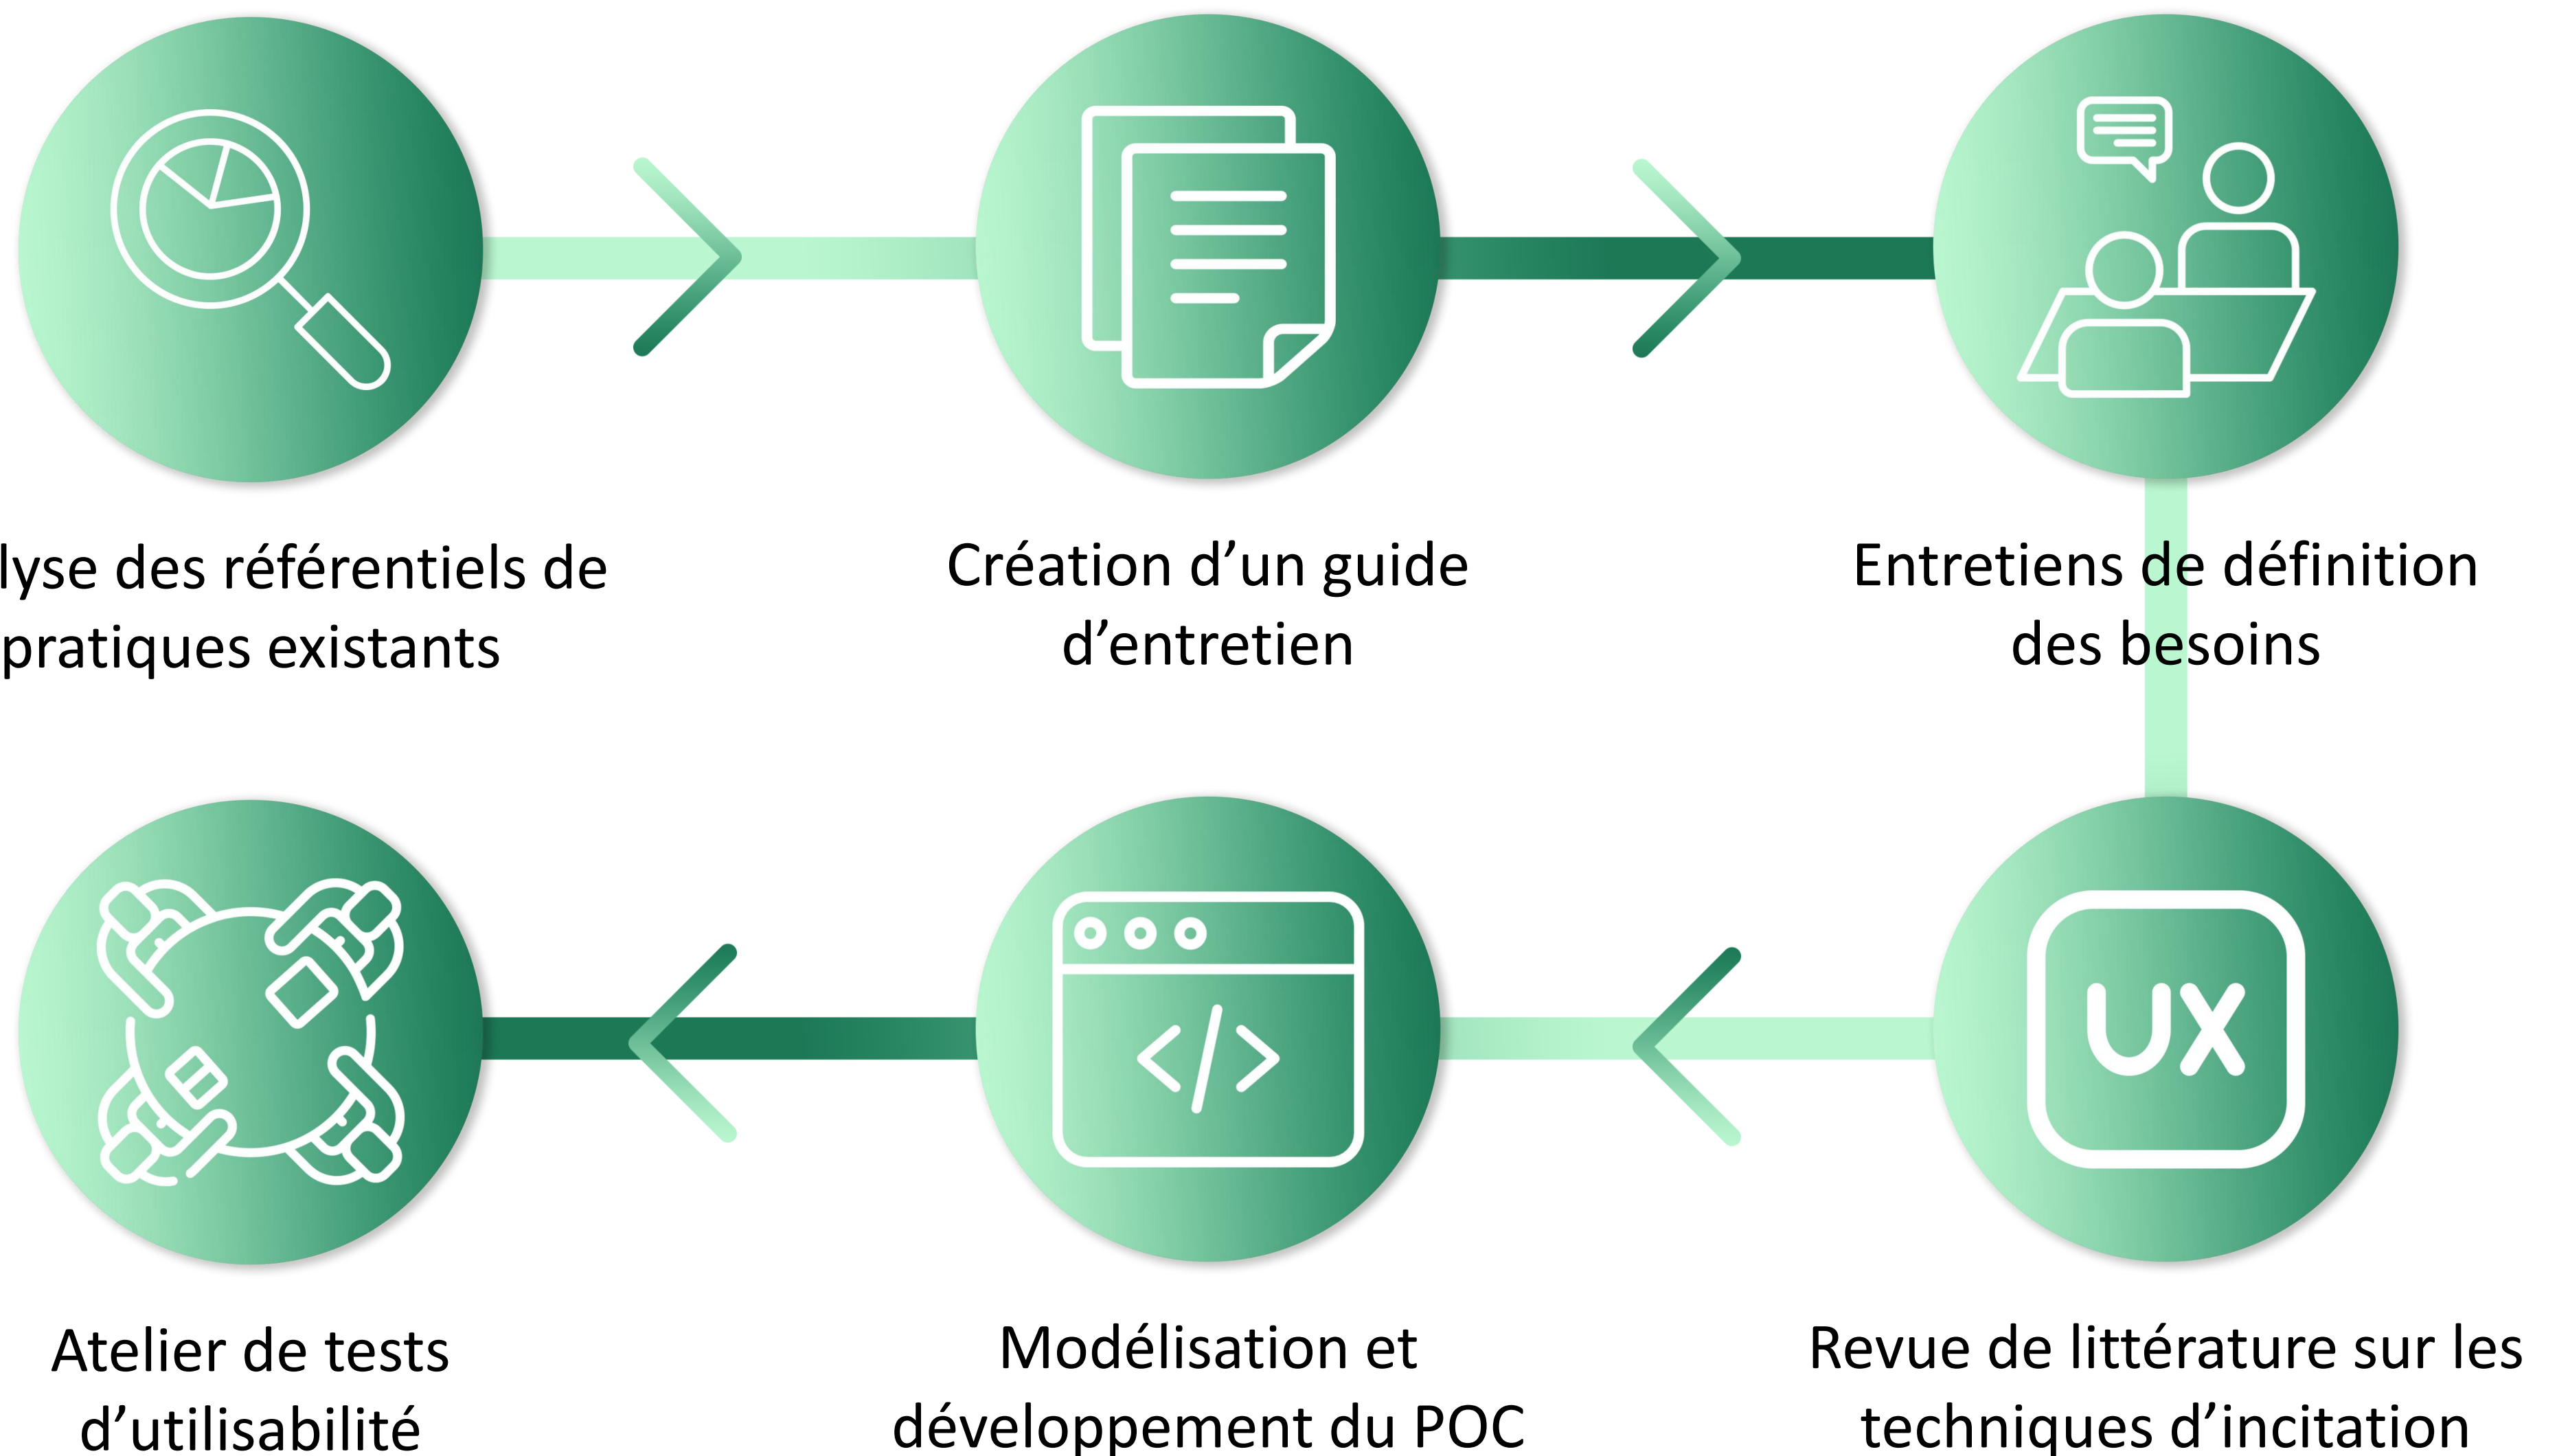 lyse des référentiels de
pratiques existants
Création d’un guide
d’entretien
Entretiens de définition
des besoins
UX
</>
Revue de littérature sur les
techniques d’incitation
Modélisation et
développement du POC
Atelier de tests
d’utilisabilité